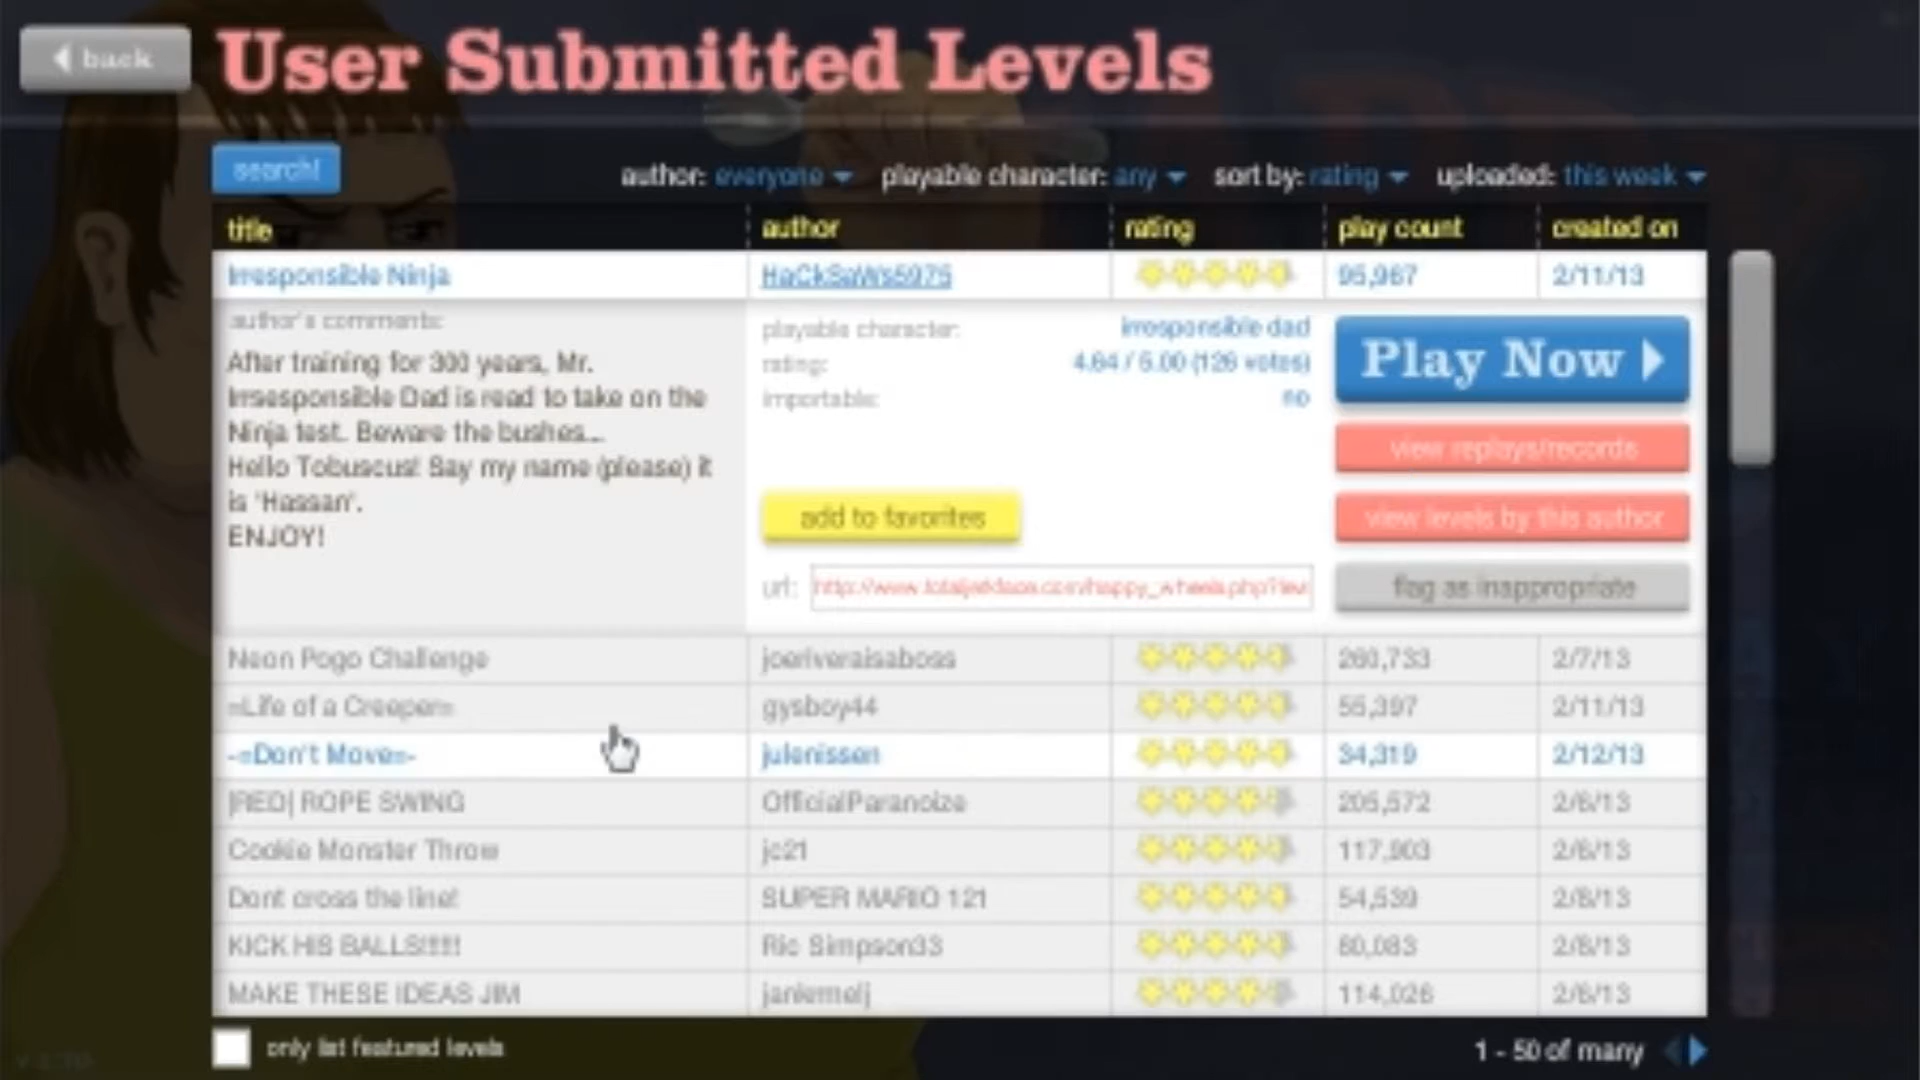 back
User Submitted Levels
search!
author: everyone playable character: any sort by: rating uploaded: this week
title author rating play count created on
Irresponsible Ninja HaCkSaWs5975 95,967 2/11/13
author's comments:
After training for 300 years, Mr.
Irresesponsible Dad is read to take on the
Ninja test. Beware the bushes...
Hello Tobuscus! Say my name (please) it
is 'Hassan'.
ENJOY!
playable character: irresponsible dad
rating: 4.64 / 5.00 (126 votes)
importable: no
add to favorites
url: http://www.totaljerkface.com/happy_wheels.php?lev
Play Now
view replays/records
view levels by this author
flag as inappropriate
Neon Pogo Challenge joeriveraisaboss 260,733 2/7/13
=Life of a Creeper= gysboy44 55,397 2/11/13
-=Don't Move=- julenissen 34,319 2/12/13
|RED| ROPE SWING OfficialParanoize 205,572 2/6/13
Cookie Monster Throw jc21 117,903 2/6/13
Dont cross the line! SUPER MARIO 121 54,539 2/8/13
KICK HIS BALLS!!!!!! Ric Simpson33 80,083 2/8/13
MAKE THESE IDEAS JIM 114,026 2/6/13
only list featured levels
1 - 50 of many